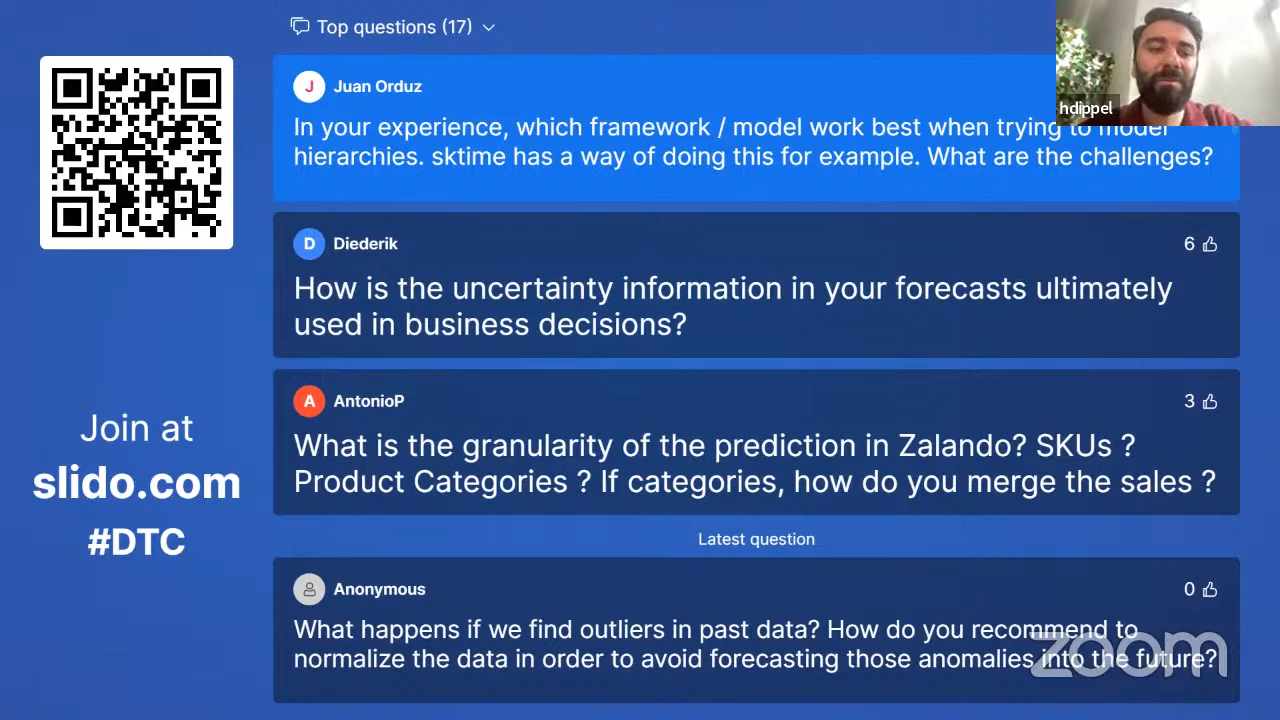 Top questions (17)
hdippel
J
Juan Orduz
In your experience, which framework / model work best when trying to model
hierarchies. sktime has a way of doing this for example. What are the challenges?
D
Diederik
6
How is the uncertainty information in your forecasts ultimately
used in business decisions?
A
AntonioP
3
What is the granularity of the prediction in Zalando? SKUs ?
Product Categories ? If categories, how do you merge the sales ?
Join at
slido.com
#DTC
Latest question
Anonymous
0
What happens if we find outliers in past data? How do you recommend to
normalize the data in order to avoid forecasting those anomalies into the future?
zoom